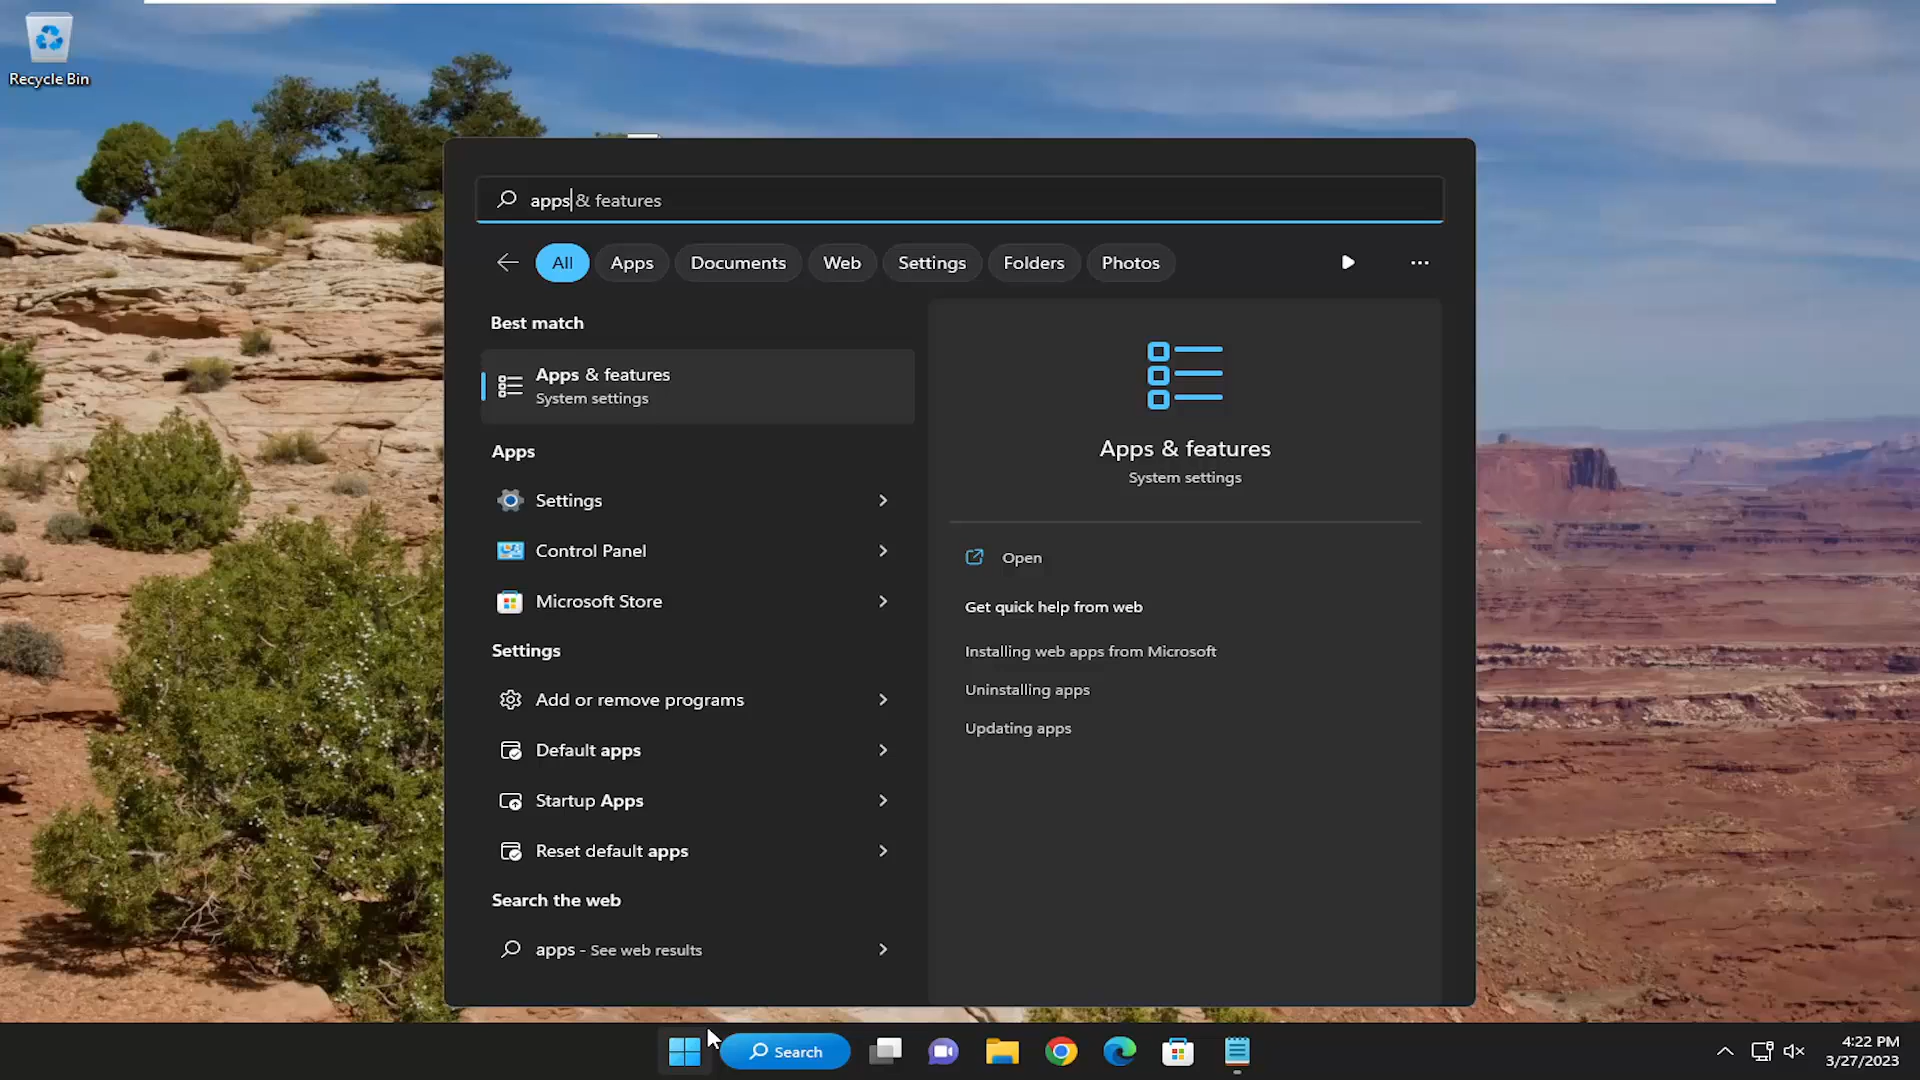 Recycle Bin
apps & features
All
Apps
Documents
Web
Settings
Folders
Photos
Best match
Apps & features
System settings
Apps
Settings
Control Panel
Microsoft Store
Settings
Add or remove programs
Default apps
Startup Apps
Reset default apps
Search the web
apps - See web results
Apps & features
System settings
Open
Get quick help from web
Installing web apps from Microsoft
Uninstalling apps
Updating apps
Search
4:22 PM
3/27/2023